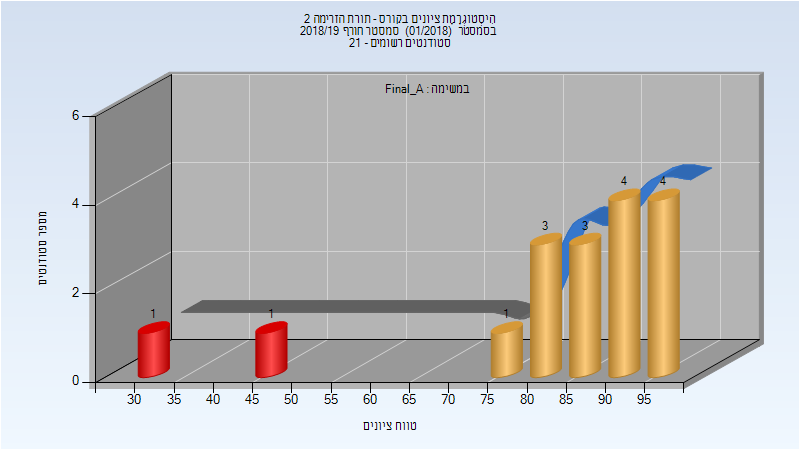 היסטוגרמת ציונים בקורס - תורת הזרימה 2
בסמסטר (01/2018) סמסטר חורף 2018/19
סטודנטים רשומים - 21
במשימה : Final_A
מספר סטודנטים
6
4
2
0
1
1
1
3
3
4
4
30 35 40 45 50 55 60 65 70 75 80 85 90 95
טווח ציונים